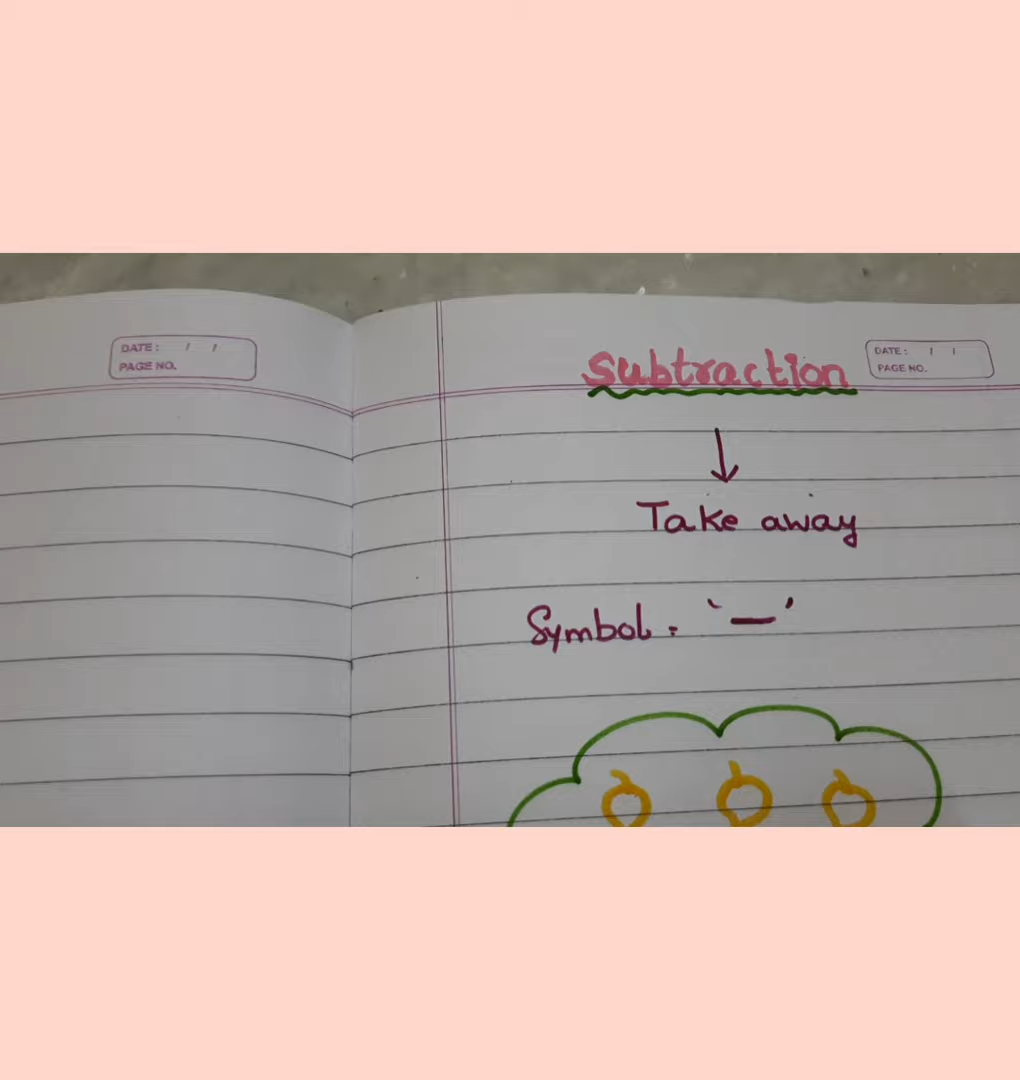 DATE: / /
PAGE NO.
Subtraction
DATE: / /
PAGE NO.
↓
Take away
Symbol : '—'